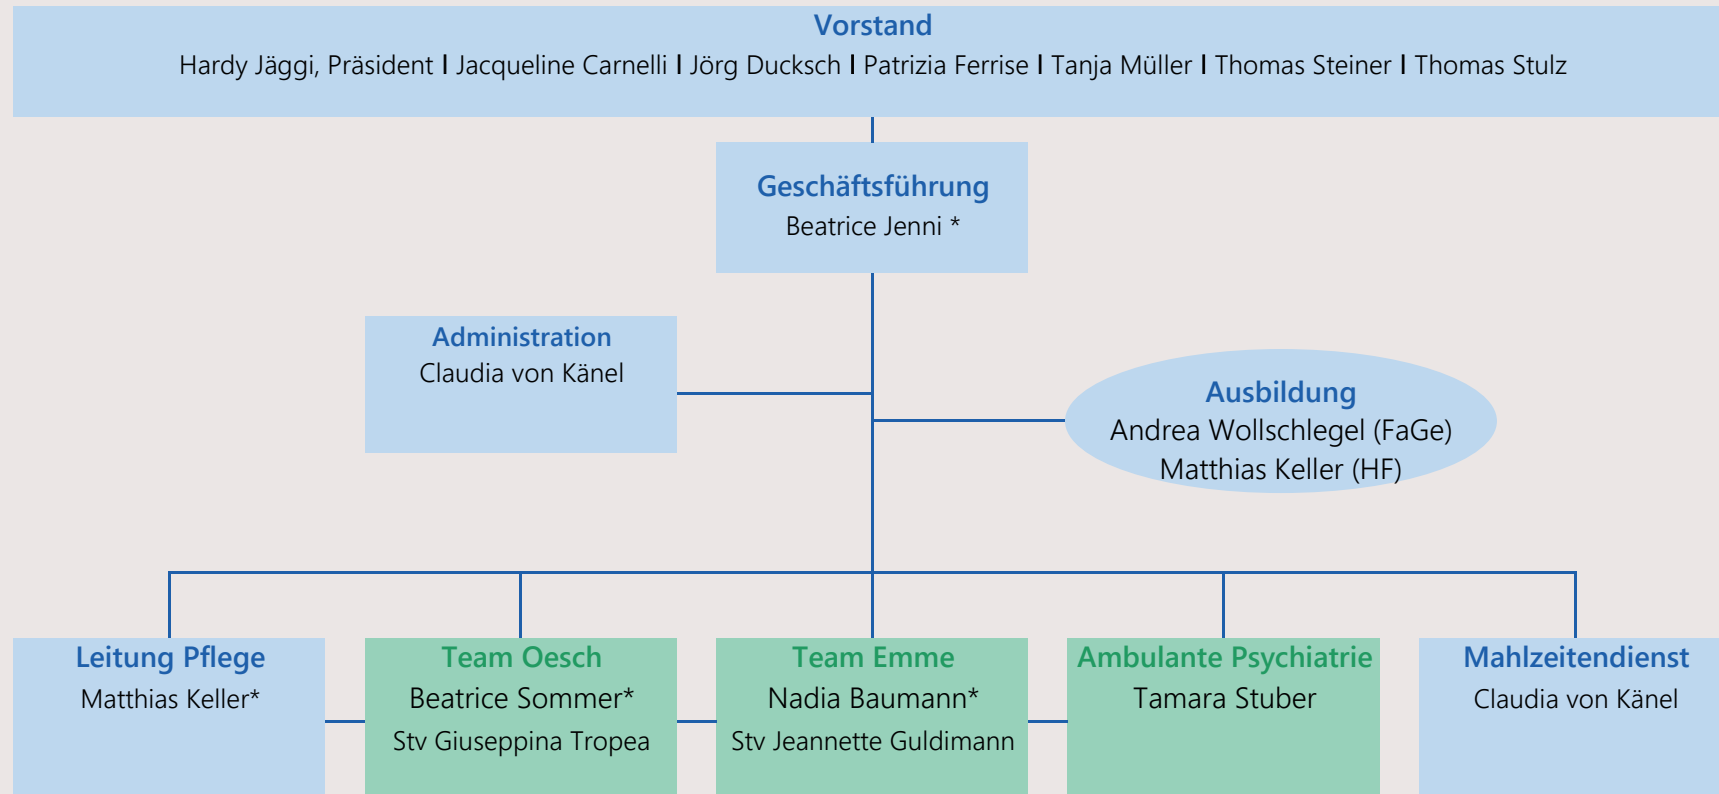 Vorstand
Hardy Jäggi, Präsident I Jacqueline Carnelli I Jörg Ducksch I Patrizia Ferrise I Tanja Müller I Thomas Steiner I Thomas Stulz
Geschäftsführung
Beatrice Jenni *
Administration
Claudia von Känel
Ausbildung
Andrea Wollschlegel (FaGe)
Matthias Keller (HF)
Leitung Pflege
Matthias Keller*
Team Oesch
Beatrice Sommer*
Stv Giuseppina Tropea
Team Emme
Nadia Baumann*
Stv Jeannette Guldimann
Ambulante Psychiatrie
Tamara Stuber
Mahlzeitendienst
Claudia von Känel